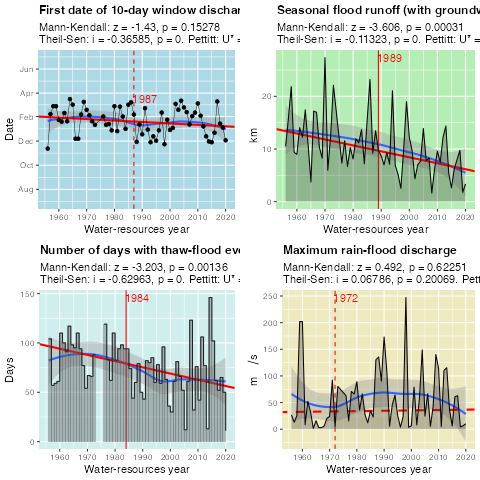 First date of 10-day window dischar
Mann-Kendall: z = -1.43, p = 0.15278
Theil-Sen: i = -0.36585, p = 0. Pettitt: U* =
Date
Jun
Apr
Feb
Dec
Oct
Aug
1987
1960 1970 1980 1990 2000 2010 2020
Water-resources year
Seasonal flood runoff (with groundw
Mann-Kendall: z = -3.606, p = 0.00031
Theil-Sen: i = -0.11323, p = 0. Pettitt: U* =
km
20
10
0
1989
1960 1970 1980 1990 2000 2010 2020
Water-resources year
Number of days with thaw-flood eve
Mann-Kendall: z = -3.203, p = 0.00136
Theil-Sen: i = -0.62963, p = 0. Pettitt: U* =
Days
150
100
50
0
1984
1960 1970 1980 1990 2000 2010 2020
Water-resources year
Maximum rain-flood discharge
Mann-Kendall: z = 0.492, p = 0.62251
Theil-Sen: i = 0.06786, p = 0.20069. Pett
m /s
250
200
150
100
50
0
1972
1960 1970 1980 1990 2000 2010 2020
Water-resources year